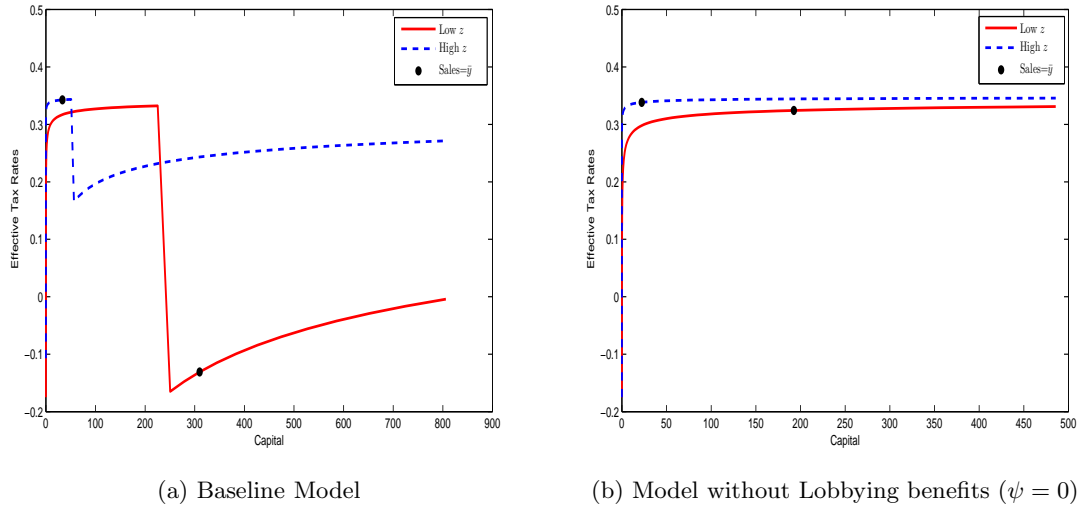 0.5
0.4
0.3
0.2
0.1
0
−0.1
−0.2
Effective Tax Rates
0 100 200 300 400 500 600 700 800 900
Capital
Low z
High z
Sales=ȳ
(a) Baseline Model
0.5
0.4
0.3
0.2
0.1
0
−0.1
−0.2
Effective Tax Rates
0 50 100 150 200 250 300 350 400 450 500
Capital
Low z
High z
Sales=ȳ
(b) Model without Lobbying benefits (ψ = 0)